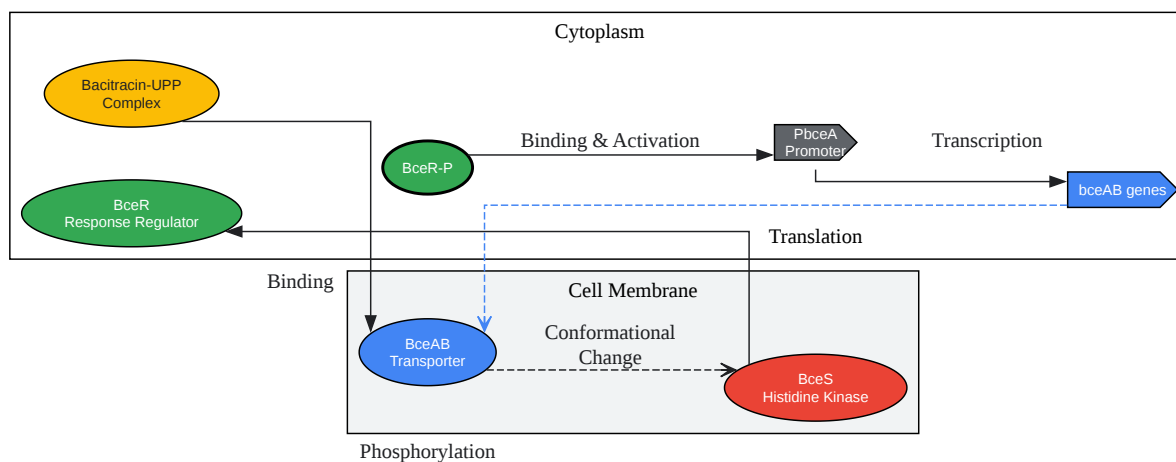 Cytoplasm
Bacitracin-UPP
Complex
BceR-P
Binding & Activation
PbceA
Promoter
Transcription
bceAB genes
BceR
Response Regulator
Translation
Binding
Cell Membrane
BceAB
Transporter
Conformational
Change
BceS
Histidine Kinase
Phosphorylation